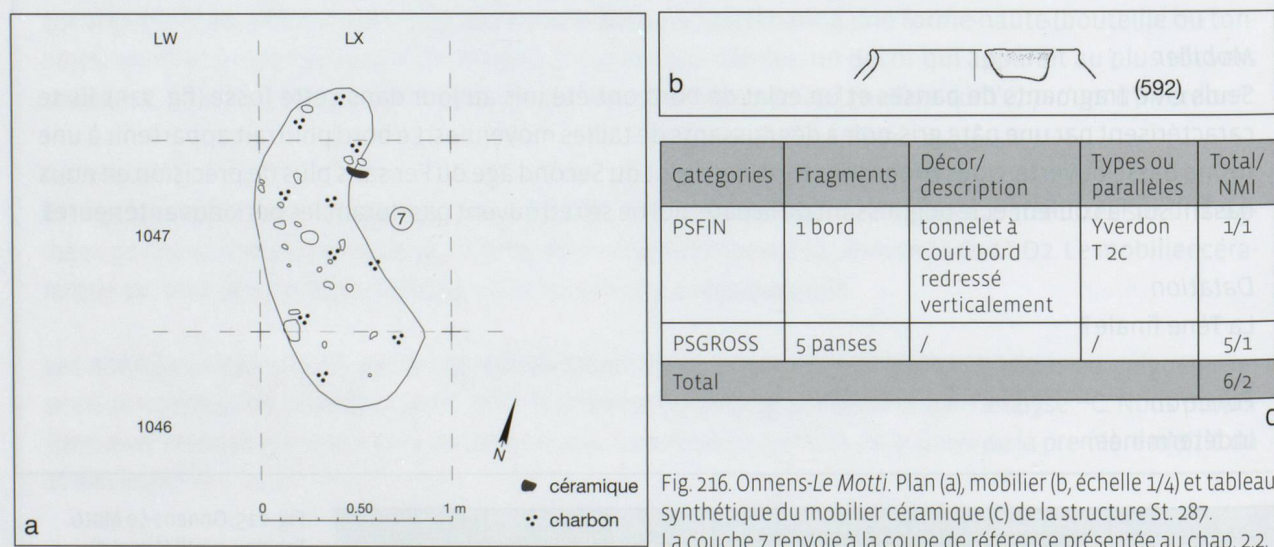 LW LX
1047
7
1046
0 0.50 1 m
N
céramique
charbon
a
b
(592)
Catégories Fragments Décor/ description Types ou parallèles Total/ NMI
PSFIN 1 bord tonnelet à court bord redressé verticalement Yverdon T 2c 1/1
PSGROSS 5 panses / / 5/1
Total 6/2
c
Fig. 216. Onnens-Le Motti. Plan (a), mobilier (b, échelle 1/4) et tableau
synthétique du mobilier céramique (c) de la structure St. 287.
La couche 7 renvoie à la coupe de référence présentée au chap. 2.2.